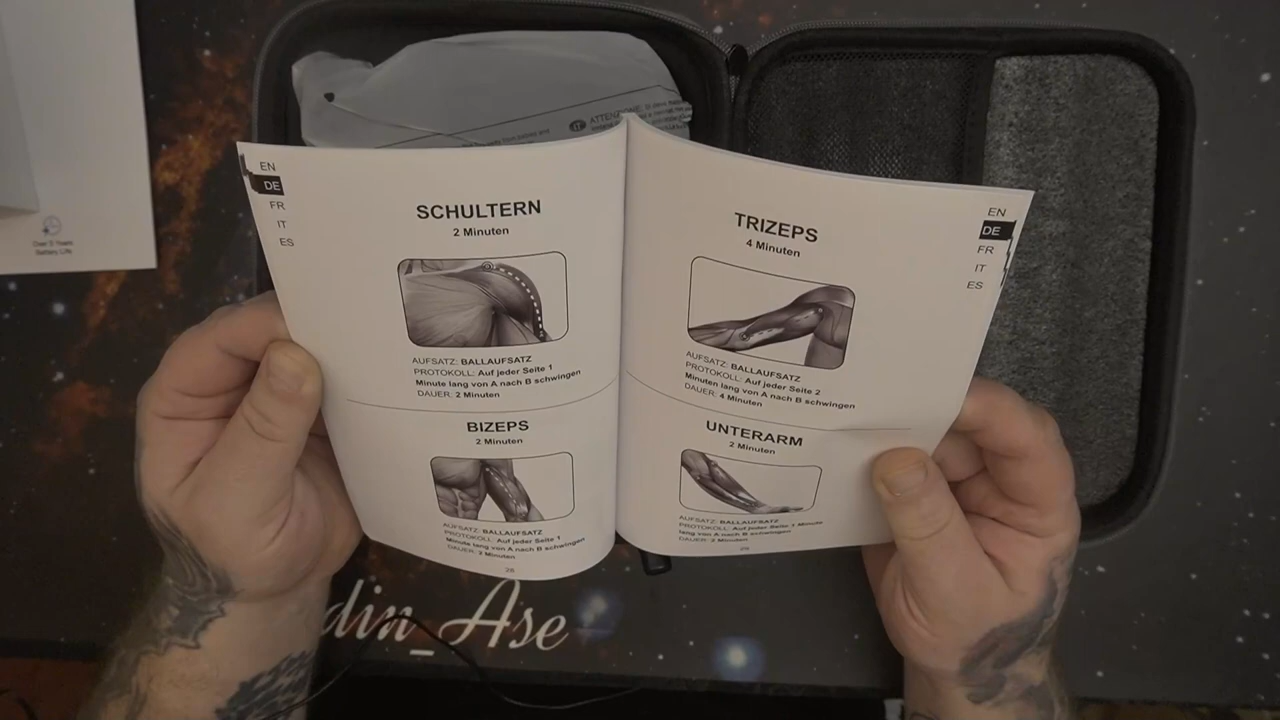 Over 5 Years
Battery Life
IT ATTENZIONE:
EN
DE
FR
IT
ES
SCHULTERN
2 Minuten
AUFSATZ: BALLAUFSATZ
PROTOKOLL: Auf jeder Seite 1
Minute lang von A nach B schwingen
DAUER: 2 Minuten
BIZEPS
2 Minuten
AUFSATZ: BALLAUFSATZ
PROTOKOLL: Auf jeder Seite 1
Minute lang von A nach B schwingen
DAUER: 2 Minuten
28
TRIZEPS
4 Minuten
AUFSATZ: BALLAUFSATZ
PROTOKOLL: Auf jeder Seite 2
Minuten lang von A nach B schwingen
DAUER: 4 Minuten
UNTERARM
2 Minuten
AUFSATZ: BALLAUFSATZ
PROTOKOLL: Auf jeder Seite 1 Minute
lang von A nach B schwingen
DAUER: 2 Minuten
29
EN
DE
FR
IT
ES
din_Ase